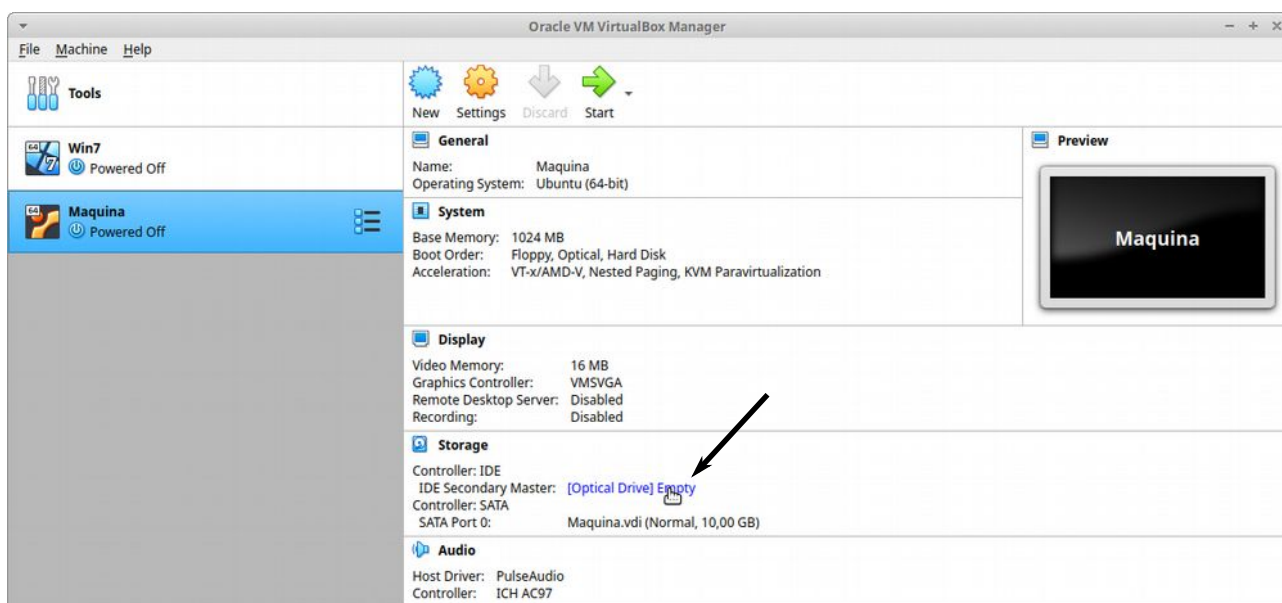 Oracle VM VirtualBox Manager
File Machine Help
Tools
64
7
Win7
Powered Off
64
Maquina
Powered Off
New Settings Discard Start
General
Name: Maquina
Operating System: Ubuntu (64-bit)
Preview
Maquina
System
Base Memory: 1024 MB
Boot Order: Floppy, Optical, Hard Disk
Acceleration: VT-x/AMD-V, Nested Paging, KVM Paravirtualization
Display
Video Memory: 16 MB
Graphics Controller: VMSVGA
Remote Desktop Server: Disabled
Recording: Disabled
Storage
Controller: IDE
IDE Secondary Master: [Optical Drive] Empty
Controller: SATA
SATA Port 0: Maquina.vdi (Normal, 10,00 GB)
Audio
Host Driver: PulseAudio
Controller: ICH AC97